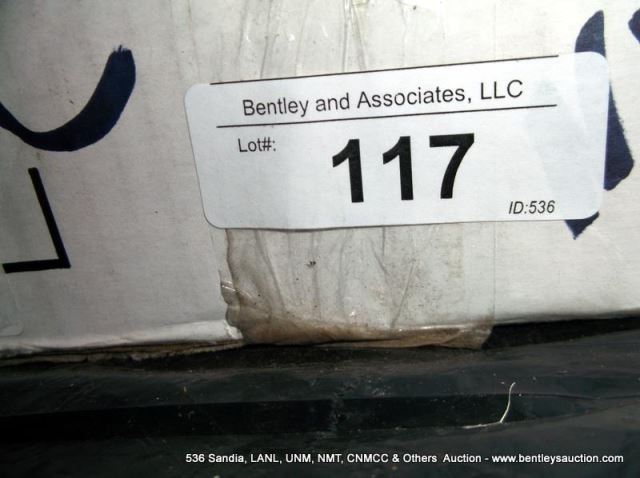 Bentley and Associates, LLC
Lot#:
117
ID:536
536 Sandia, LANL, UNM, NMT, CNMCC & Others Auction - www.bentleysauction.com